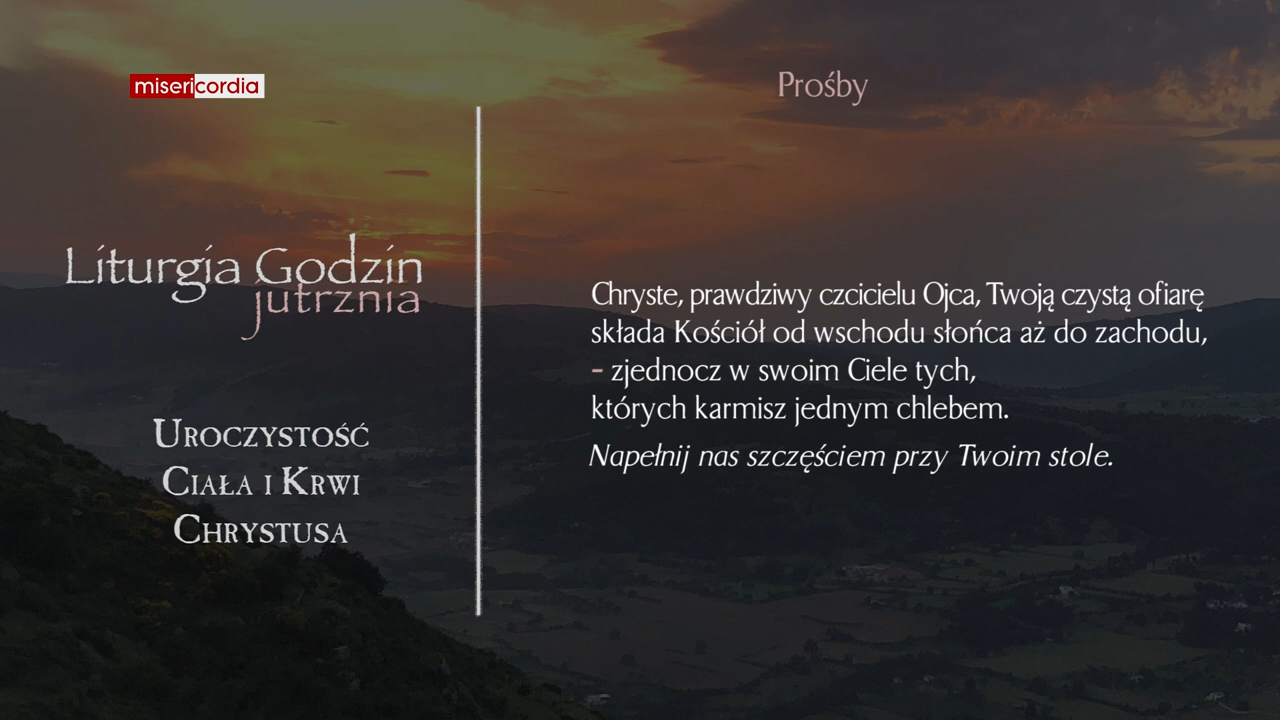 misericordia
Liturgia Godzin
jutrznia
Uroczystość
Ciała i Krwi
Chrystusa
Prośby
Chryste, prawdziwy czcicielu Ojca, Twoją czystą ofiarę
składa Kościół od wschodu słońca aż do zachodu,
- zjednocz w swoim Ciele tych,
których karmisz jednym chlebem.
Napełnij nas szczęściem przy Twoim stole.